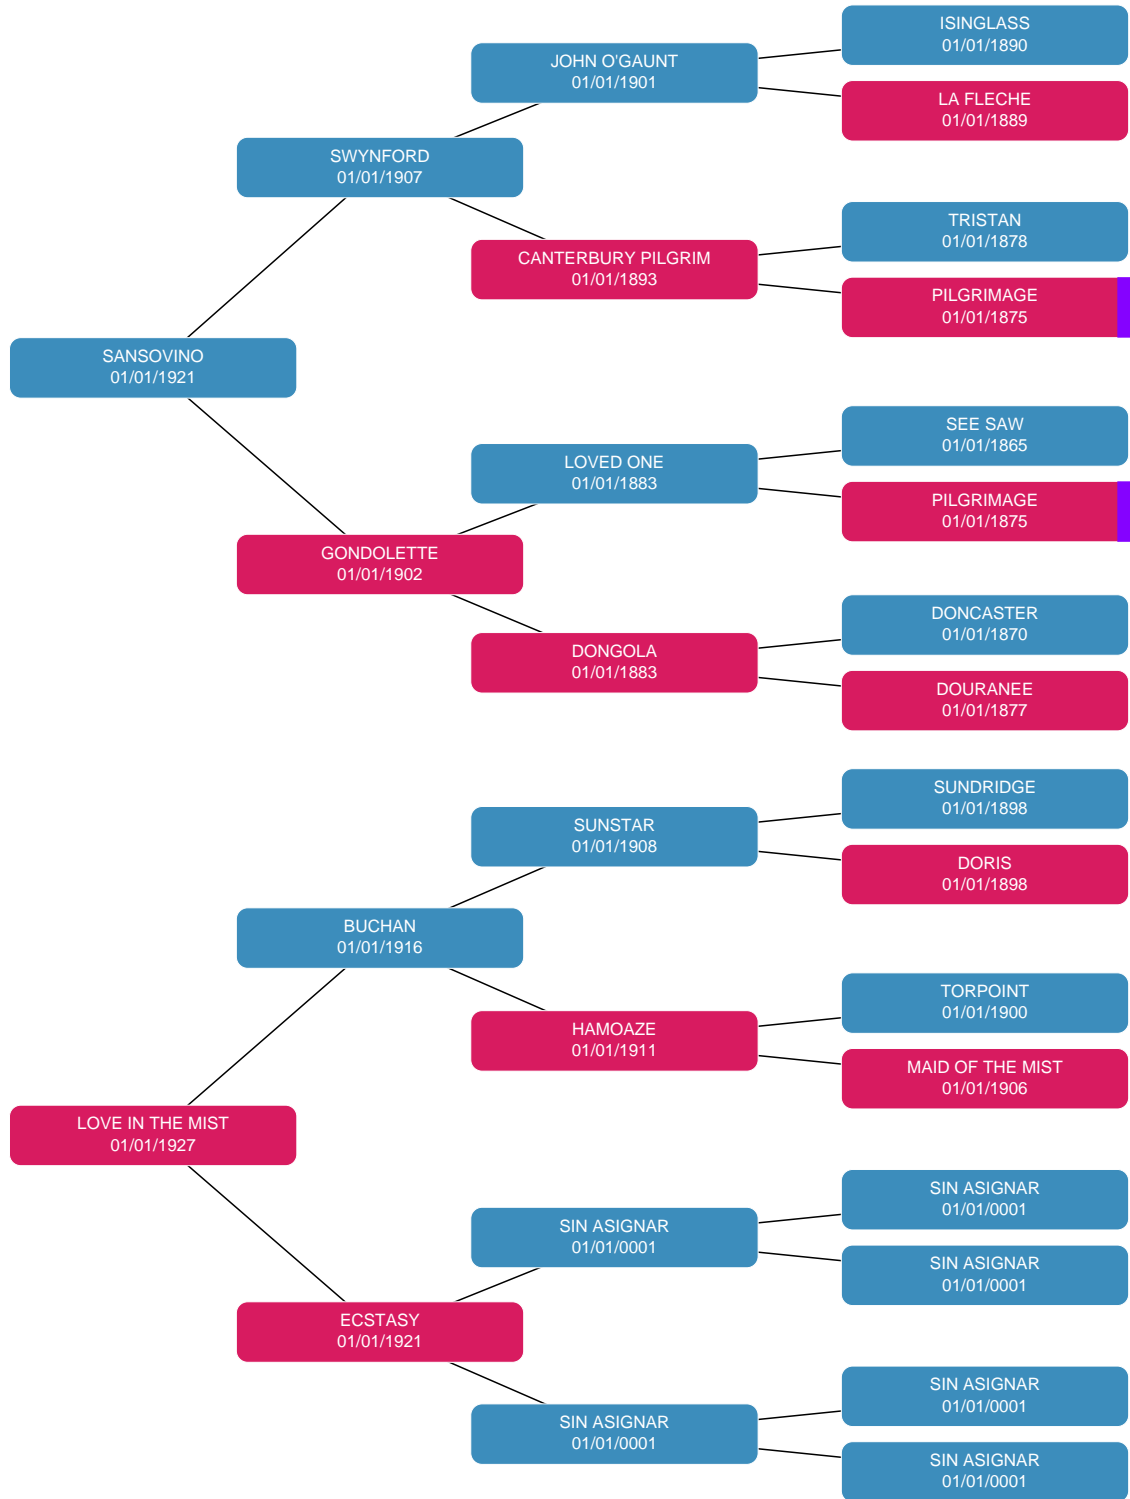 ISINGLASS
01/01/1890
JOHN O'GAUNT
01/01/1901
LA FLECHE
01/01/1889
SWYNFORD
01/01/1907
TRISTAN
01/01/1878
CANTERBURY PILGRIM
01/01/1893
PILGRIMAGE
01/01/1875
SANSOVINO
01/01/1921
SEE SAW
01/01/1865
LOVED ONE
01/01/1883
PILGRIMAGE
01/01/1875
GONDOLETTE
01/01/1902
DONCASTER
01/01/1870
DONGOLA
01/01/1883
DOURANEE
01/01/1877
SUNDRIDGE
01/01/1898
SUNSTAR
01/01/1908
DORIS
01/01/1898
BUCHAN
01/01/1916
TORPOINT
01/01/1900
HAMOAZE
01/01/1911
MAID OF THE MIST
01/01/1906
LOVE IN THE MIST
01/01/1927
SIN ASIGNAR
01/01/0001
SIN ASIGNAR
01/01/0001
SIN ASIGNAR
01/01/0001
ECSTASY
01/01/1921
SIN ASIGNAR
01/01/0001
SIN ASIGNAR
01/01/0001
SIN ASIGNAR
01/01/0001